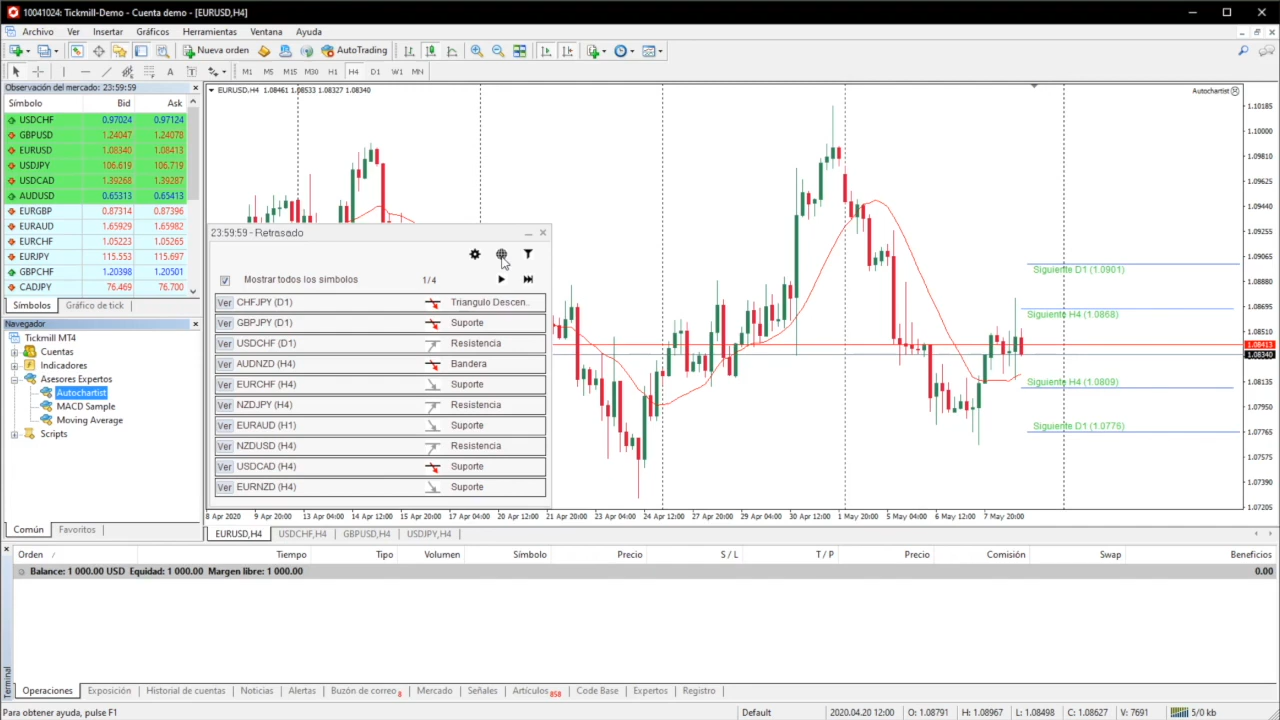 10041024: Tickmill-Demo - Cuenta demo - [EURUSD,H4]
Archivo Ver Insertar Gráficos Herramientas Ventana Ayuda
Nueva orden AutoTrading
A T M1 M5 M15 M30 H1 H4 D1 W1 MN
Observación del mercado: 23:59:59
Símbolo Bid Ask
USDCHF 0.97024 0.97124
GBPUSD 1.24047 1.24078
EURUSD 1.08340 1.08413
USDJPY 106.619 106.719
USDCAD 1.39268 1.39287
AUDUSD 0.65313 0.65413
EURGBP 0.87314 0.87396
EURAUD 1.65929 1.65982
EURCHF 1.05223 1.05265
EURJPY 115.553 115.697
GBPCHF 1.20398 1.20501
CADJPY 76.469 76.700
Símbolos Gráfico de tick
Navegador
Tickmill MT4
Cuentas
Indicadores
Asesores Expertos
Autochartist
MACD Sample
Moving Average
Scripts
Común Favoritos
EURUSD,H4 1.08461 1.08533 1.08327 1.08340
Autochartist
1.10185
1.10000
1.09810
1.09625
1.09440
1.09255
1.09065
1.08880
1.08695
1.08510
1.08413
1.08340
1.08135
1.07950
1.07765
1.07580
1.07390
1.07205
Siguiente D1 (1.0901)
Siguiente H4 (1.0868)
Siguiente H4 (1.0809)
Siguiente D1 (1.0776)
23:59:59 - Retrasado
Mostrar todos los simbolos 1/4
Ver CHFJPY (D1) Triangulo Descen..
Ver GBPJPY (D1) Suporte
Ver USDCHF (D1) Resistencia
Ver AUDNZD (H4) Bandera
Ver EURCHF (H4) Suporte
Ver NZDJPY (H4) Resistencia
Ver EURAUD (H1) Suporte
Ver NZDUSD (H4) Resistencia
Ver USDCAD (H4) Suporte
Ver EURNZD (H4) Suporte
8 Apr 2020 9 Apr 20:00 13 Apr 04:00 14 Apr 12:00 15 Apr 20:00 17 Apr 04:00 20 Apr 12:00 21 Apr 20:00 23 Apr 04:00 24 Apr 12:00 27 Apr 20:00 29 Apr 04:00 30 Apr 12:00 1 May 20:00 5 May 04:00 6 May 12:00 7 May 20:00
EURUSD,H4 USDCHF,H4 GBPUSD,H4 USDJPY,H4
Orden / Tiempo Tipo Volumen Símbolo Precio S / L T / P Precio Comisión Swap Beneficios
Balance: 1 000.00 USD Equidad: 1 000.00 Margen libre: 1 000.00 0.00
Terminal
Operaciones Exposición Historial de cuentas Noticias Alertas Buzón de correo 8 Mercado Señales Artículos 858 Code Base Expertos Registro
Para obtener ayuda, pulse F1 Default 2020.04.20 12:00 O: 1.08791 H: 1.08967 L: 1.08498 C: 1.08627 V: 7691 5/0 kb